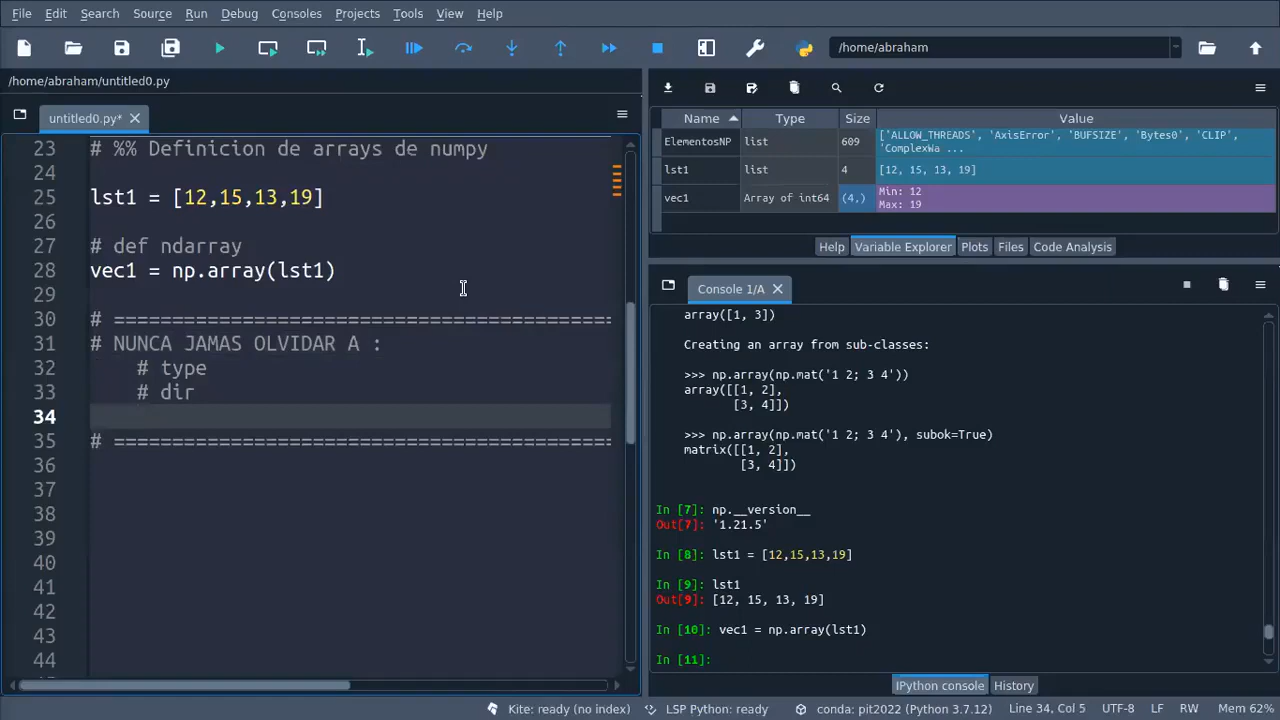 File Edit Search Source Run Debug Consoles Projects Tools View Help
/home/abraham
/home/abraham/untitled0.py
untitled0.py*
23 # %% Definicion de arrays de numpy
24
25 lst1 = [12,15,13,19]
26
27 # def ndarray
28 vec1 = np.array(lst1)
29
30 # ==========================================
31 # NUNCA JAMAS OLVIDAR A :
32 # type
33 # dir
34
35 # ==========================================
36
37
38
39
40
41
42
43
44
Name Type Size Value
ElementosNP list 609 ['ALLOW_THREADS', 'AxisError', 'BUFSIZE', 'Bytes0', 'CLIP',
'ComplexWa ...
lst1 list 4 [12, 15, 13, 19]
vec1 Array of int64 (4,) Min: 12
Max: 19
Help Variable Explorer Plots Files Code Analysis
Console 1/A
array([1, 3])
Creating an array from sub-classes:
>>> np.array(np.mat('1 2; 3 4'))
array([[1, 2],
[3, 4]])
>>> np.array(np.mat('1 2; 3 4'), subok=True)
matrix([[1, 2],
[3, 4]])
In [7]: np.__version__
Out[7]: '1.21.5'
In [8]: lst1 = [12,15,13,19]
In [9]: lst1
Out[9]: [12, 15, 13, 19]
In [10]: vec1 = np.array(lst1)
In [11]:
IPython console History
Kite: ready (no index) LSP Python: ready conda: pit2022 (Python 3.7.12) Line 34, Col 5 UTF-8 LF RW Mem 62%